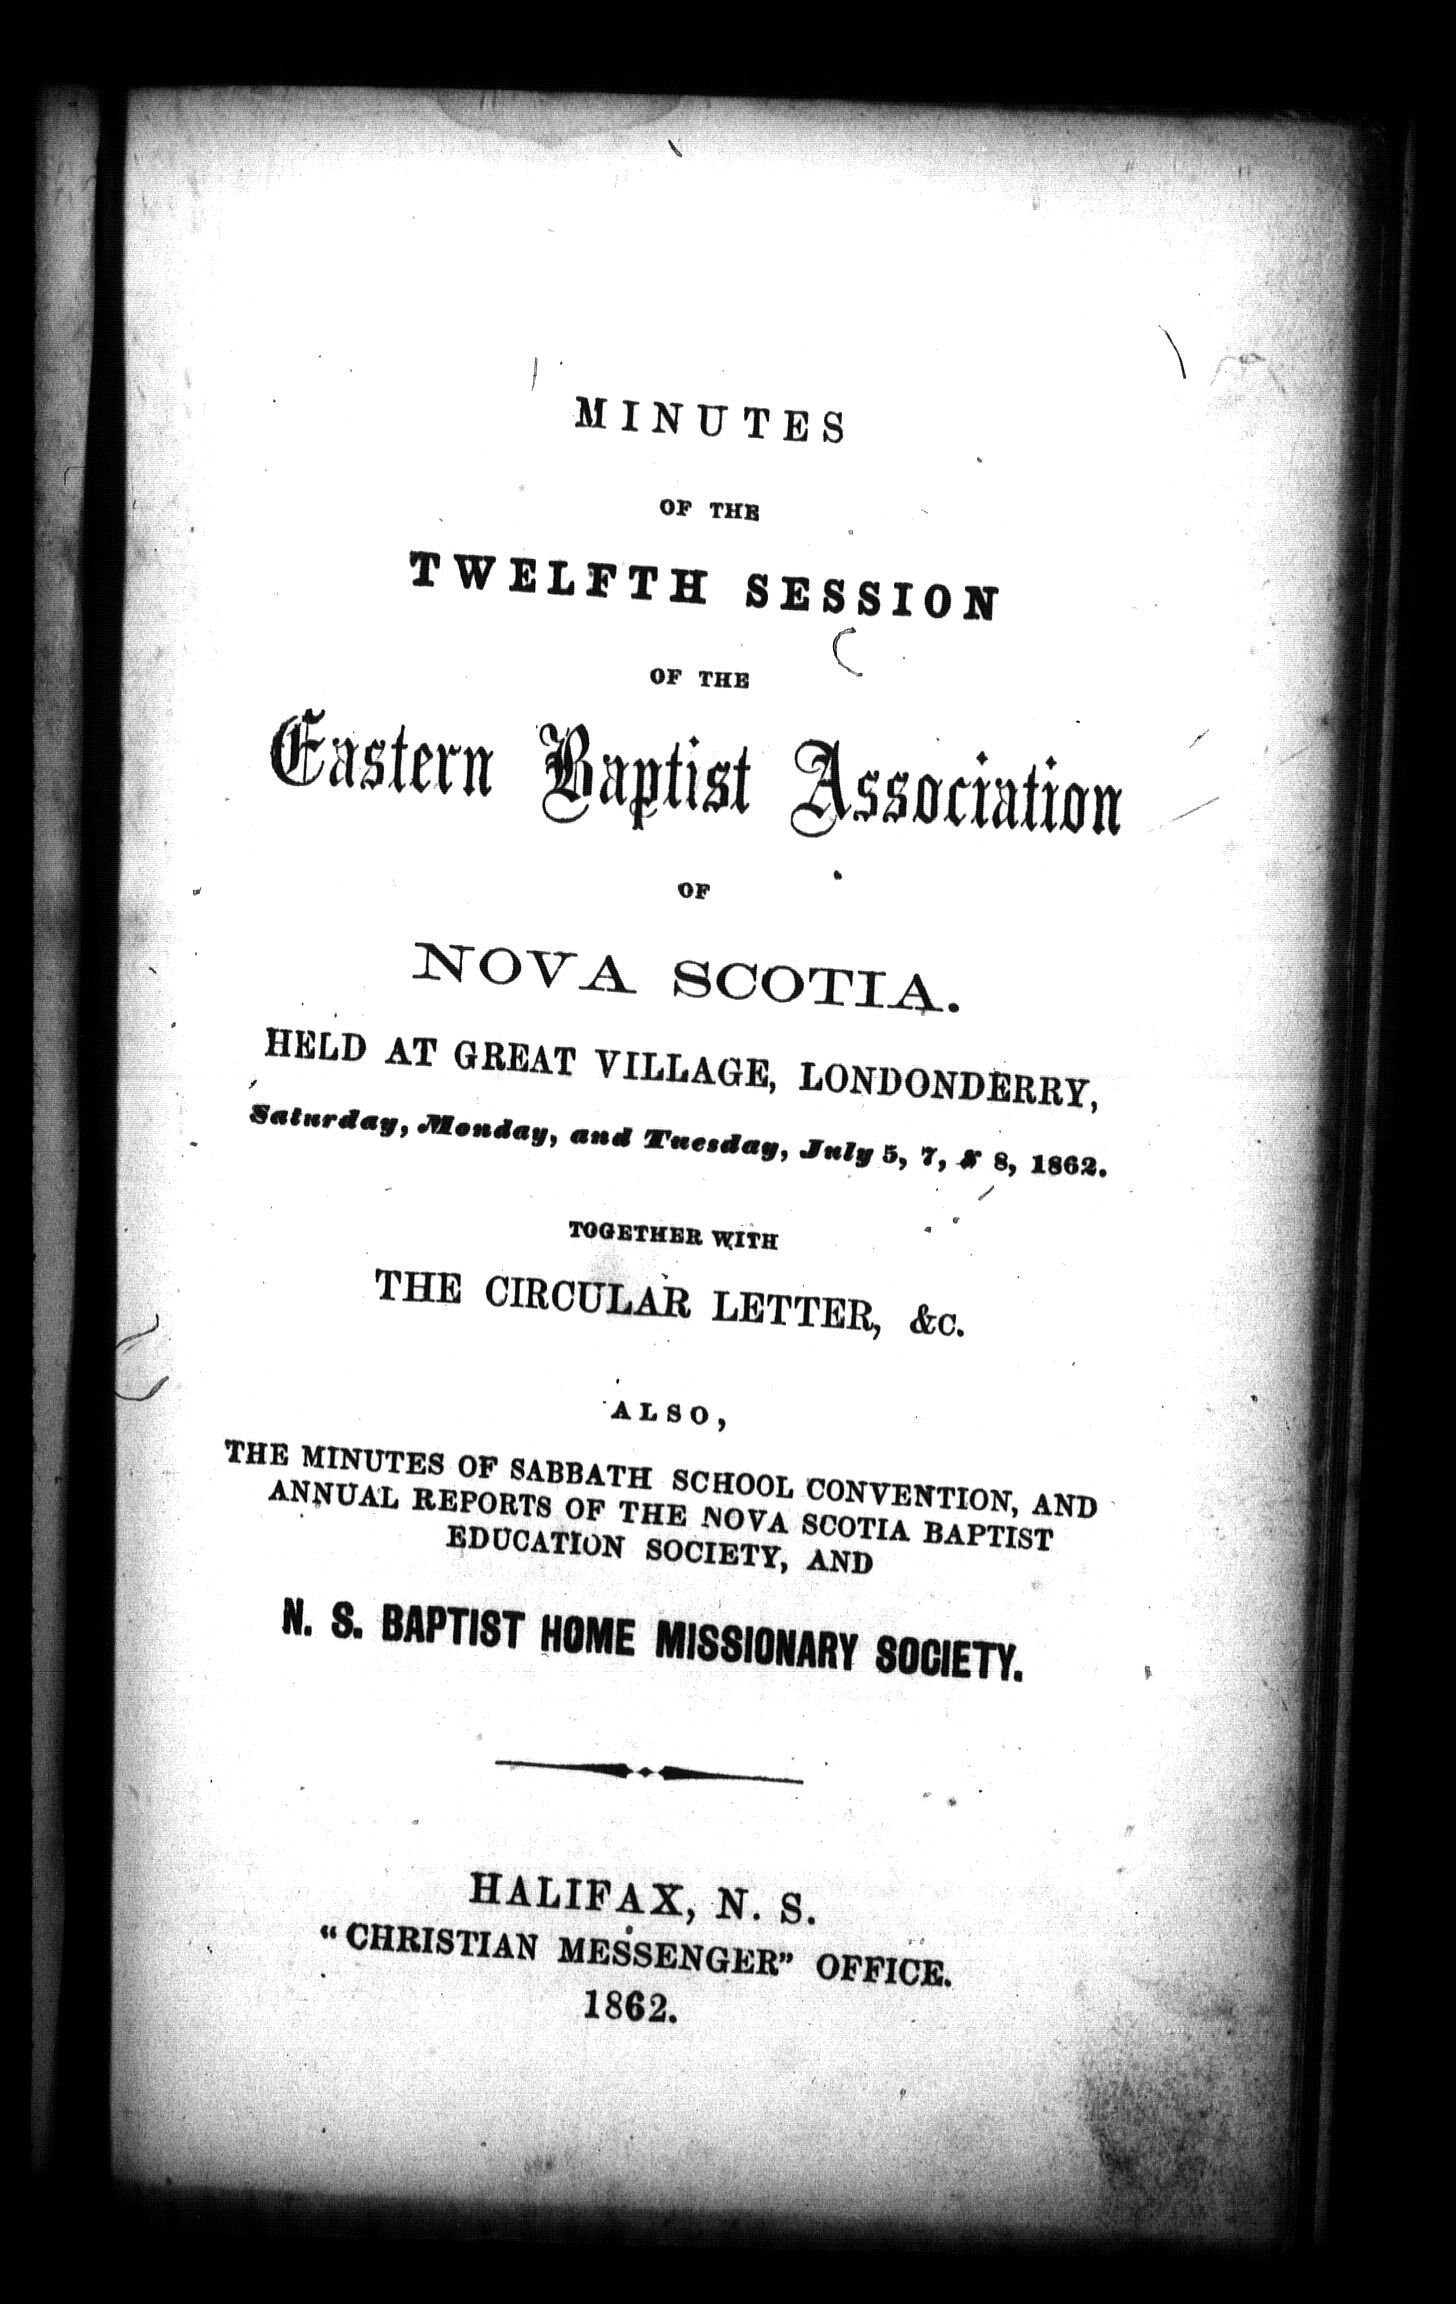 MINUTES
OF THE
TWELFTH SESSION
OF THE
Eastern Baptist Association
OF
NOVA SCOTIA.
HELD AT GREAT VILLAGE, LONDONDERRY,
Saturday, Monday, and Tuesday, July 5, 7, & 8, 1862.
TOGETHER WITH
THE CIRCULAR LETTER, &c.
ALSO,
THE MINUTES OF SABBATH SCHOOL CONVENTION, AND
ANNUAL REPORTS OF THE NOVA SCOTIA BAPTIST
EDUCATION SOCIETY, AND
N. S. BAPTIST HOME MISSIONARY SOCIETY.
HALIFAX, N. S.
"CHRISTIAN MESSENGER" OFFICE.
1862.